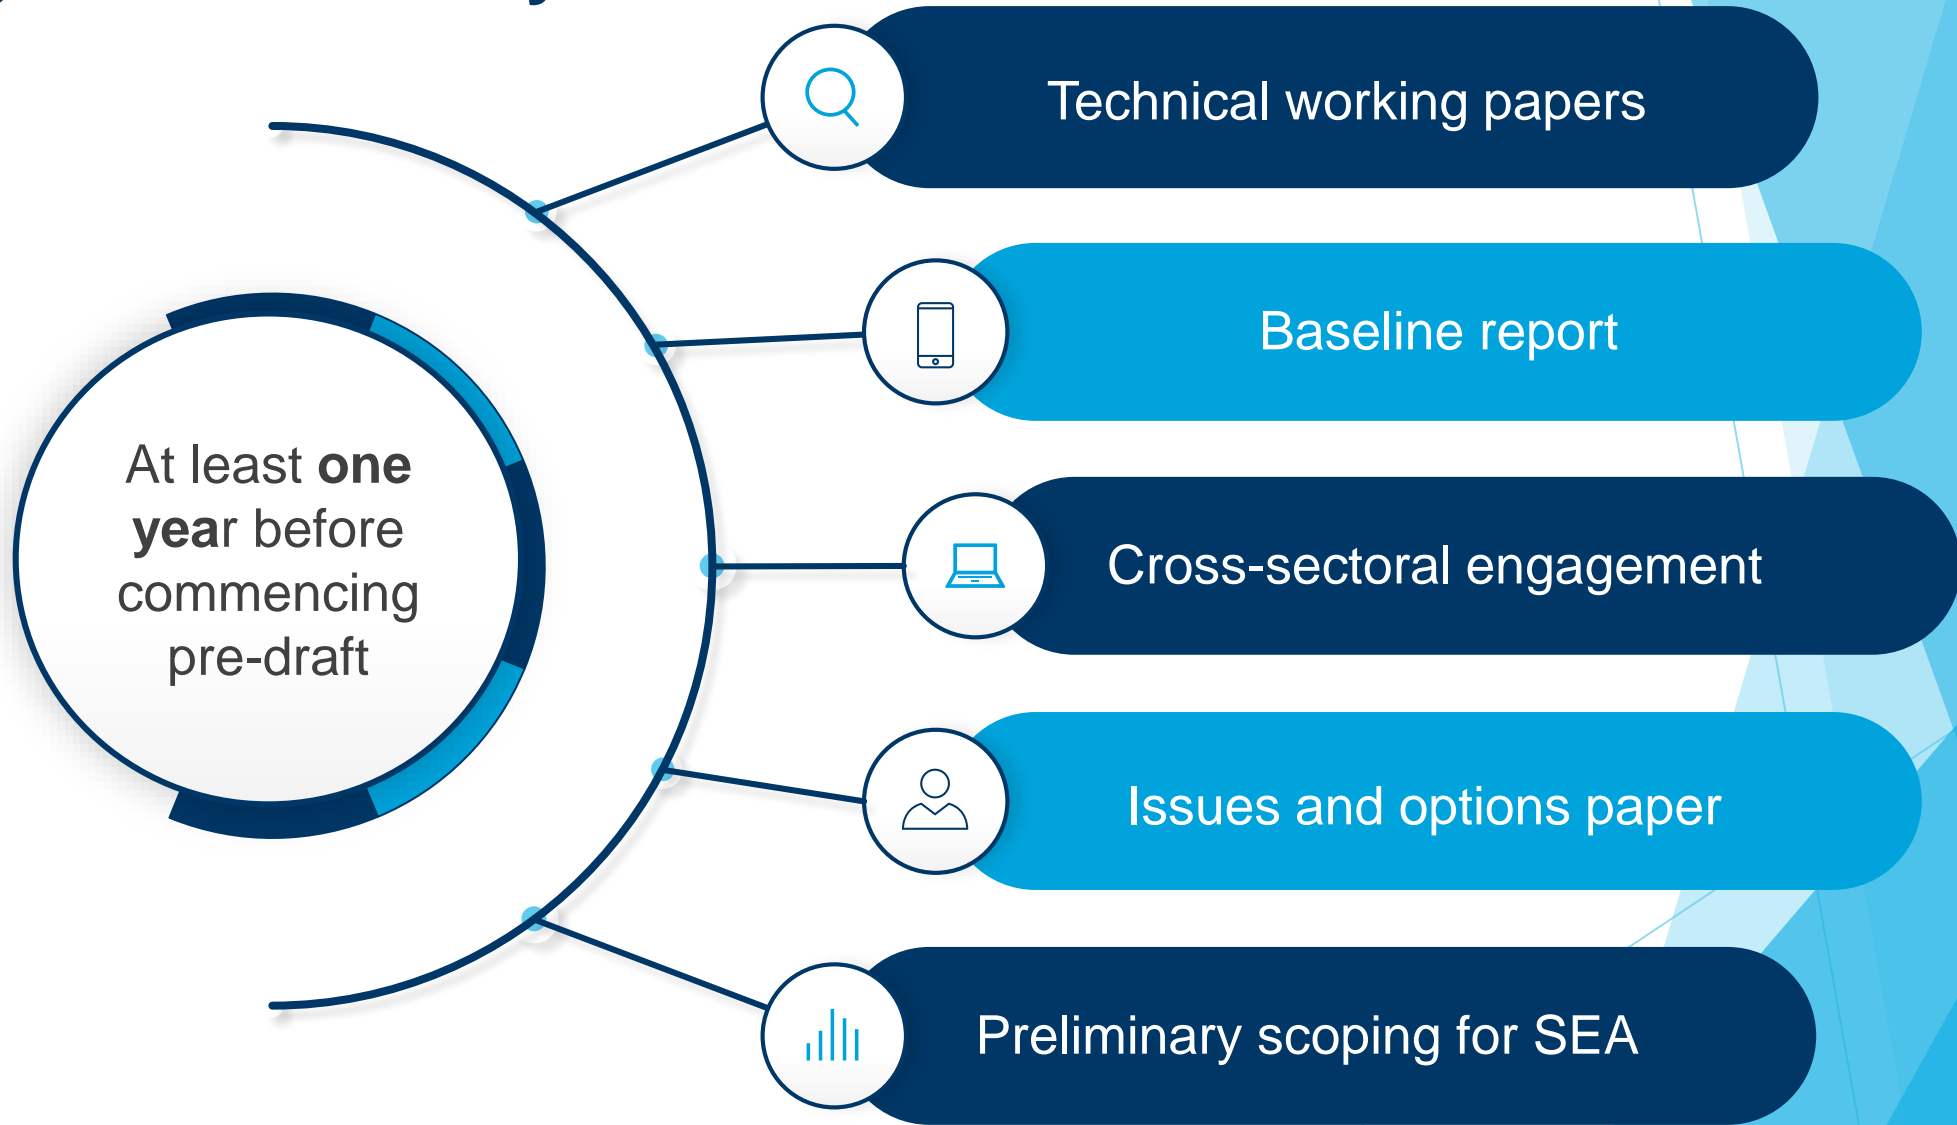 At least one
year before
commencing
pre-draft
Technical working papers
Baseline report
Cross-sectoral engagement
Issues and options paper
Preliminary scoping for SEA